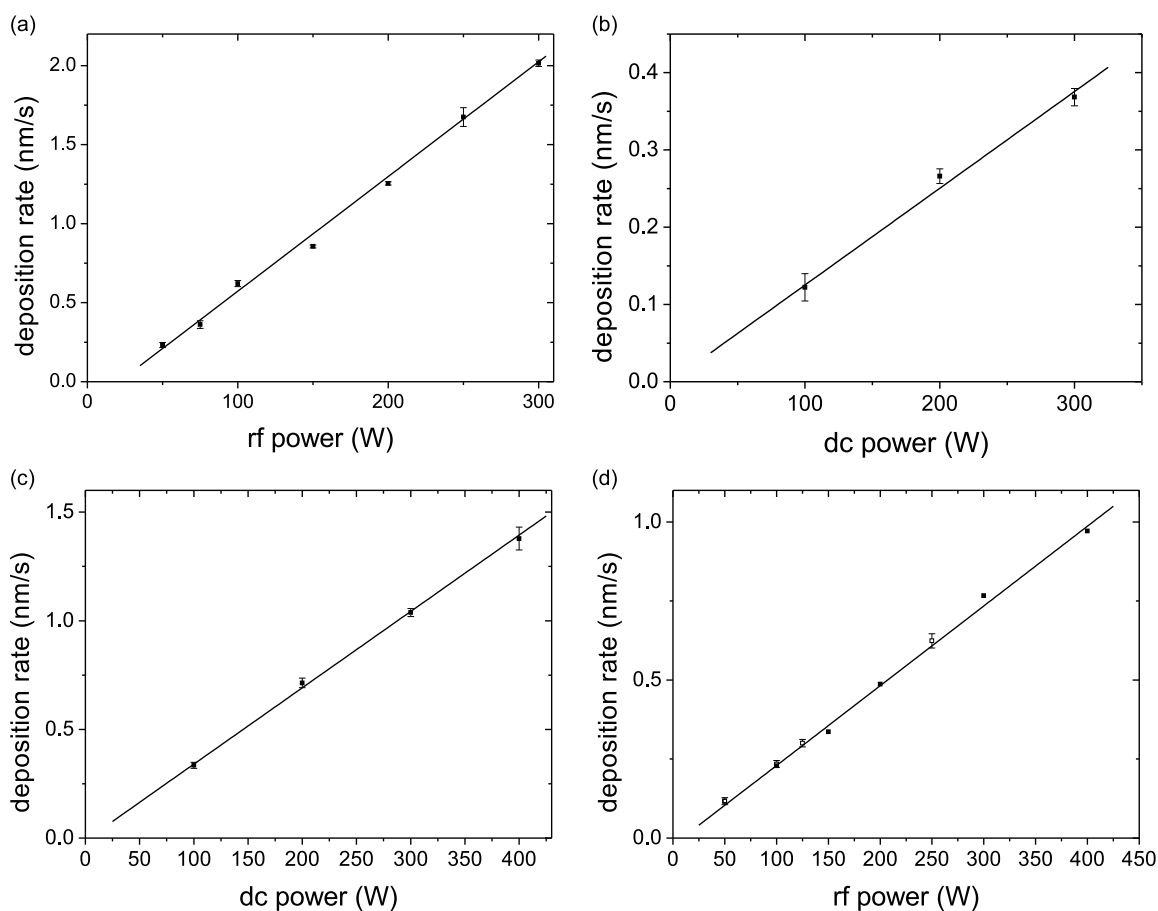 (a)
deposition rate (nm/s)
2.0
1.5
1.0
0.5
0.0
0 100 200 300
rf power (W)
(b)
deposition rate (nm/s)
0.4
0.3
0.2
0.1
0.0
0 100 200 300
dc power (W)
(c)
deposition rate (nm/s)
1.5
1.0
0.5
0.0
0 50 100 150 200 250 300 350 400
dc power (W)
(d)
deposition rate (nm/s)
1.0
0.5
0.0
0 50 100 150 200 250 300 350 400 450
rf power (W)